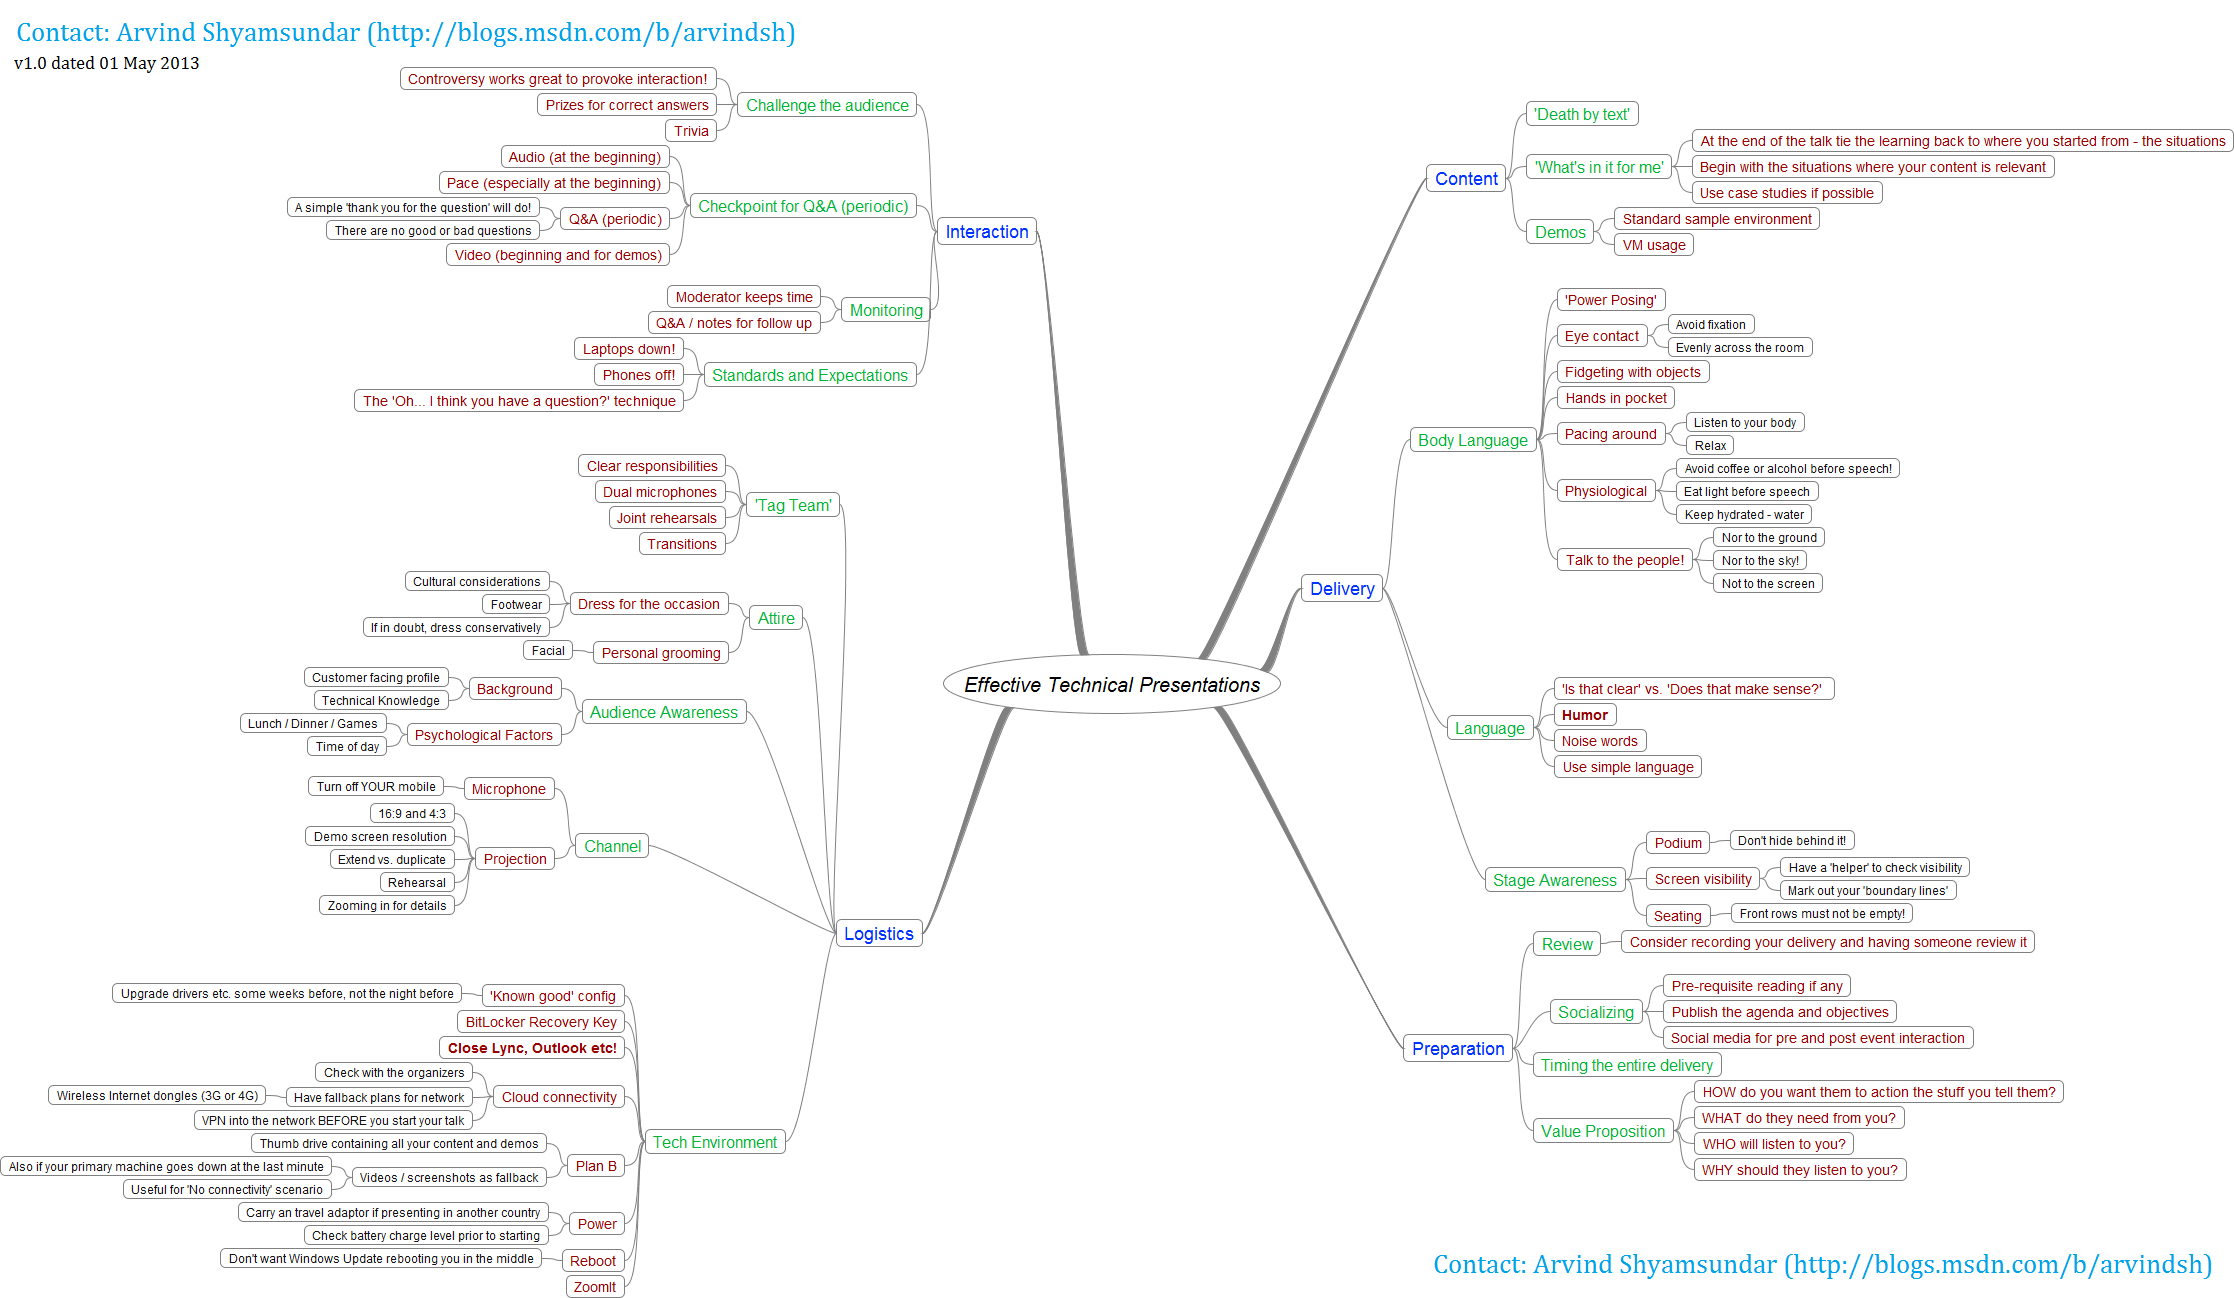 Contact: Arvind Shyamsundar (http://blogs.msdn.com/b/arvindsh)
v1.0 dated 01 May 2013
Effective Technical Presentations
Interaction
Challenge the audience
Controversy works great to provoke interaction!
Prizes for correct answers
Trivia
Checkpoint for Q&A (periodic)
Audio (at the beginning)
Pace (especially at the beginning)
Q&A (periodic)
A simple 'thank you for the question' will do!
There are no good or bad questions
Video (beginning and for demos)
Monitoring
Moderator keeps time
Q&A / notes for follow up
Standards and Expectations
Laptops down!
Phones off!
The 'Oh... I think you have a question?' technique
Logistics
'Tag Team'
Clear responsibilities
Dual microphones
Joint rehearsals
Transitions
Attire
Dress for the occasion
Cultural considerations
Footwear
If in doubt, dress conservatively
Personal grooming
Facial
Audience Awareness
Background
Customer facing profile
Technical Knowledge
Psychological Factors
Lunch / Dinner / Games
Time of day
Channel
Microphone
Turn off YOUR mobile
Projection
16:9 and 4:3
Demo screen resolution
Extend vs. duplicate
Rehearsal
Zooming in for details
Tech Environment
'Known good' config
Upgrade drivers etc. some weeks before, not the night before
BitLocker Recovery Key
Close Lync, Outlook etc!
Cloud connectivity
Check with the organizers
Have fallback plans for network
Wireless Internet dongles (3G or 4G)
VPN into the network BEFORE you start your talk
Plan B
Thumb drive containing all your content and demos
Videos / screenshots as fallback
Also if your primary machine goes down at the last minute
Useful for 'No connectivity' scenario
Power
Carry an travel adaptor if presenting in another country
Check battery charge level prior to starting
Reboot
Don't want Windows Update rebooting you in the middle
ZoomIt
Content
'Death by text'
'What's in it for me'
At the end of the talk tie the learning back to where you started from - the situations
Begin with the situations where your content is relevant
Use case studies if possible
Demos
Standard sample environment
VM usage
Delivery
Body Language
'Power Posing'
Eye contact
Avoid fixation
Evenly across the room
Fidgeting with objects
Hands in pocket
Pacing around
Listen to your body
Relax
Physiological
Avoid coffee or alcohol before speech!
Eat light before speech
Keep hydrated - water
Talk to the people!
Nor to the ground
Nor to the sky!
Not to the screen
Language
'Is that clear' vs. 'Does that make sense?'
Humor
Noise words
Use simple language
Stage Awareness
Podium
Don't hide behind it!
Screen visibility
Have a 'helper' to check visibility
Mark out your 'boundary lines'
Seating
Front rows must not be empty!
Preparation
Review
Consider recording your delivery and having someone review it
Socializing
Pre-requisite reading if any
Publish the agenda and objectives
Social media for pre and post event interaction
Timing the entire delivery
Value Proposition
HOW do you want them to action the stuff you tell them?
WHAT do they need from you?
WHO will listen to you?
WHY should they listen to you?
Contact: Arvind Shyamsundar (http://blogs.msdn.com/b/arvindsh)